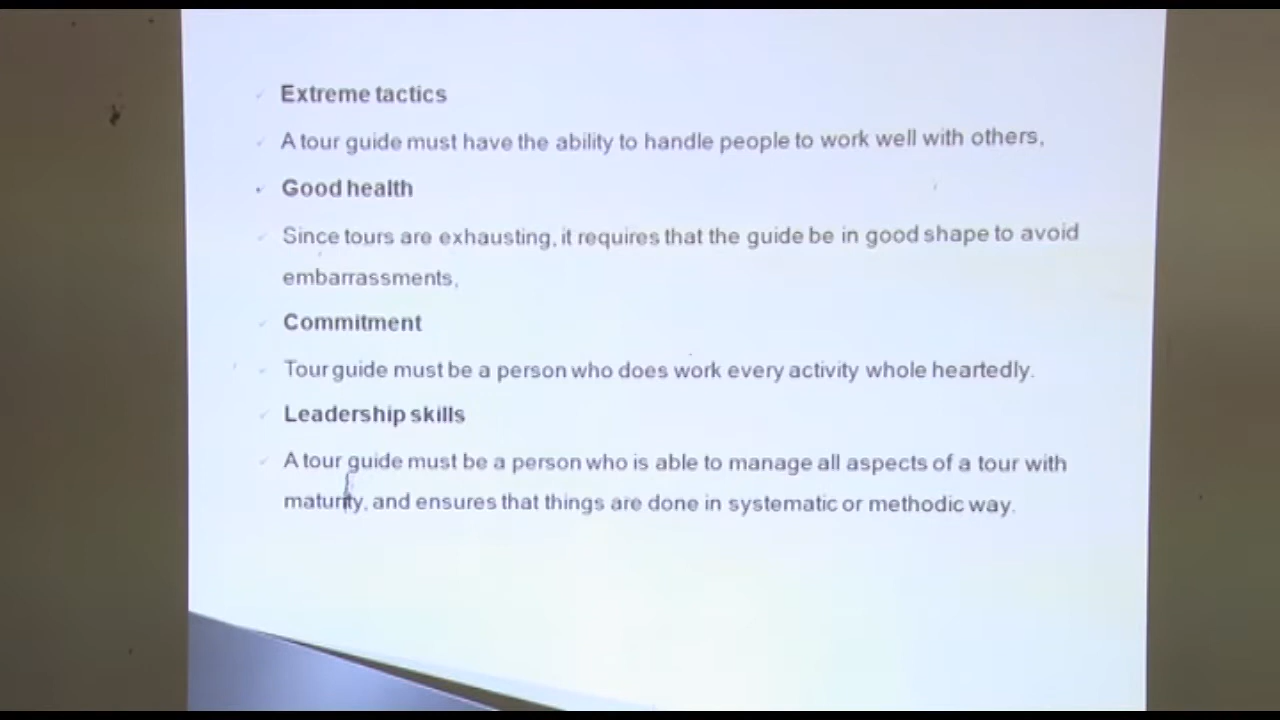 Extreme tactics
A tour guide must have the ability to handle people to work well with others,
Good health
Since tours are exhausting, it requires that the guide be in good shape to avoid
embarrassments,
Commitment
Tour guide must be a person who does work every activity whole heartedly.
Leadership skills
A tour guide must be a person who is able to manage all aspects of a tour with
maturity, and ensures that things are done in systematic or methodic way.